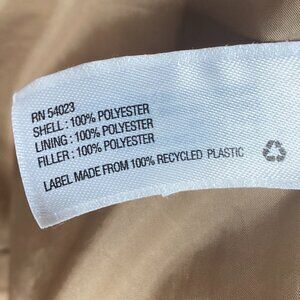 RN 54023
SHELL : 100% POLYESTER
LINING : 100% POLYESTER
FILLER : 100% POLYESTER
LABEL MADE FROM 100% RECYCLED PLASTIC